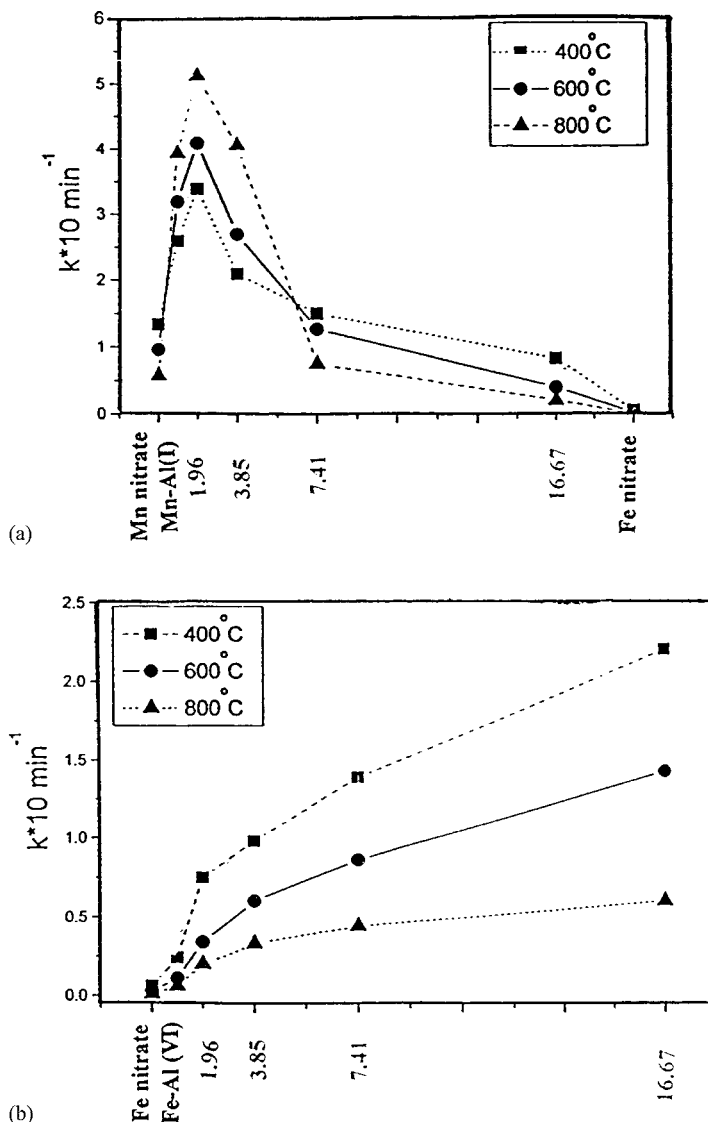 6
5
4
3
2
1
0
k*10 min⁻¹
400°C
600°C
800°C
Mn nitrate
Mn-Al(I)
1.96
3.85
7.41
16.67
Fe nitrate
(a)
2.5
2.0
1.5
1.0
0.5
0.0
k*10 min⁻¹
400°C
600°C
800°C
Fe nitrate
Fe-Al (VI)
1.96
3.85
7.41
16.67
(b)